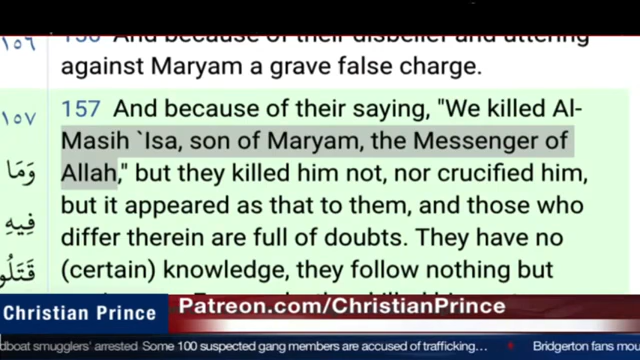 156 And because of their disbelief and uttering
against Maryam a grave false charge.
١٥٦
157 And because of their saying, "We killed Al-
Masih `Isa, son of Maryam, the Messenger of
Allah," but they killed him not, nor crucified him,
but it appeared as that to them, and those who
differ therein are full of doubts. They have no
(certain) knowledge, they follow nothing but
١٥٧
وَمَا
فِيهِ
Christian Prince
Patreon.com/ChristianPrince
smugglers' arrested Some 100 suspected gang members are accused of trafficking… Bridgerton fans